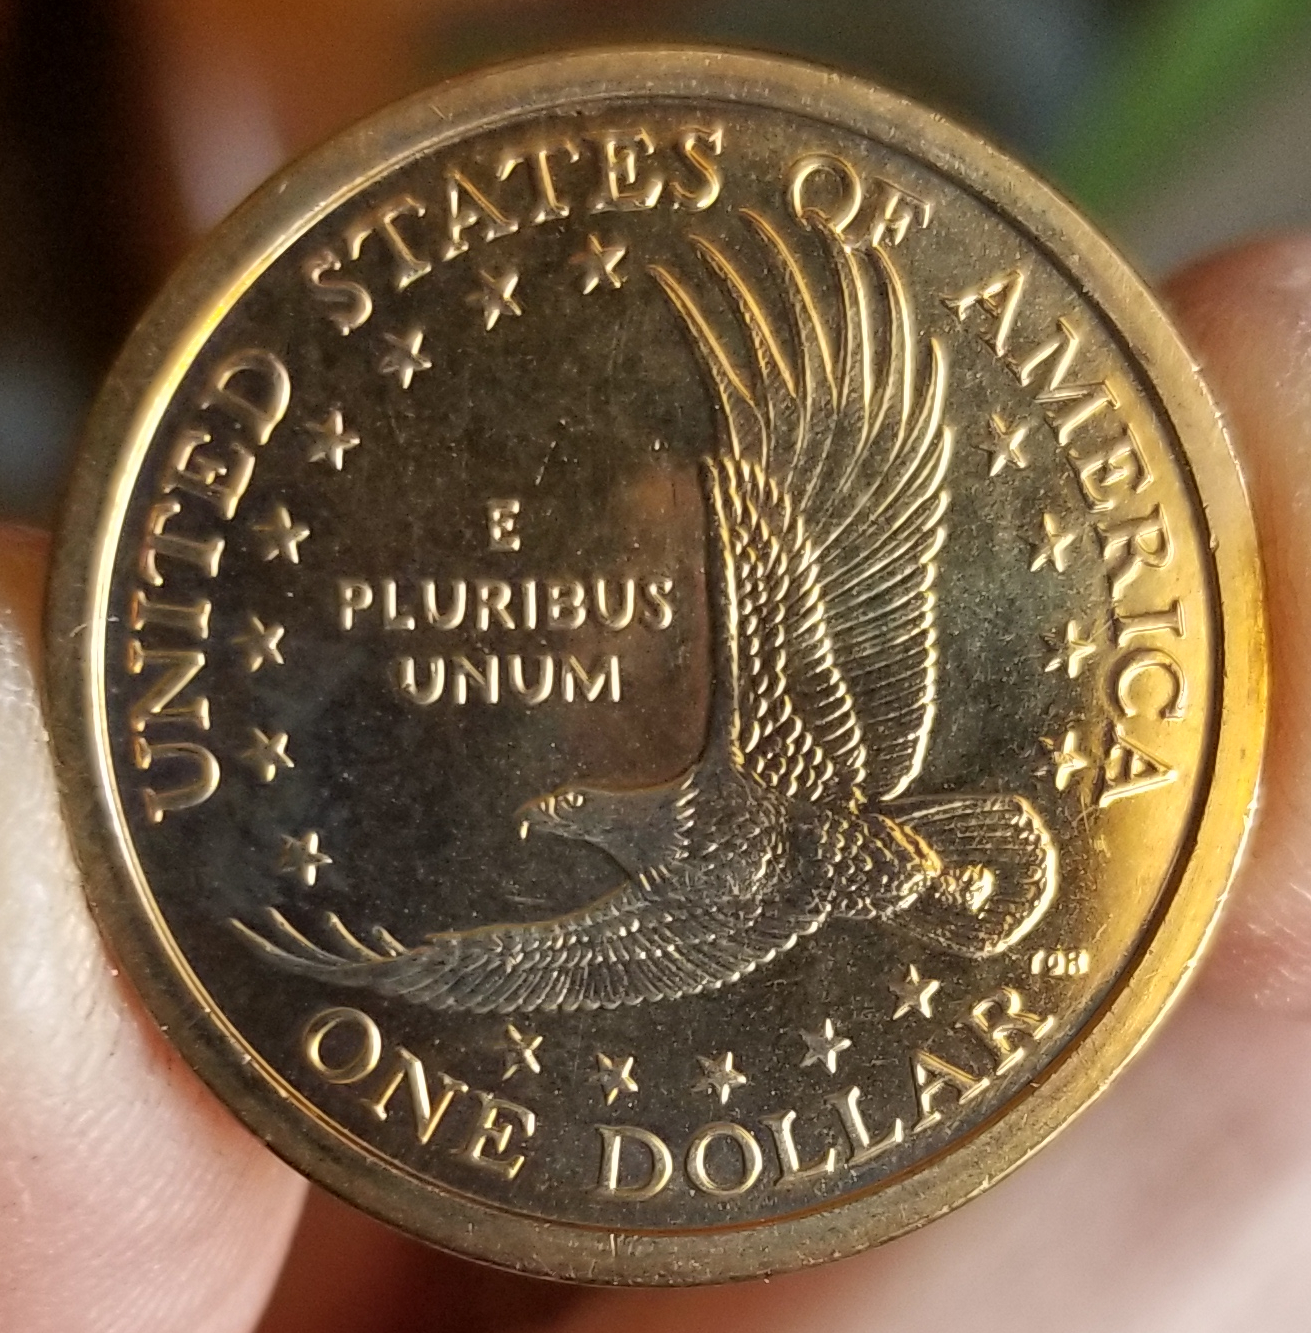 UNITED STATES OF AMERICA
E
PLURIBUS
UNUM
ONE DOLLAR